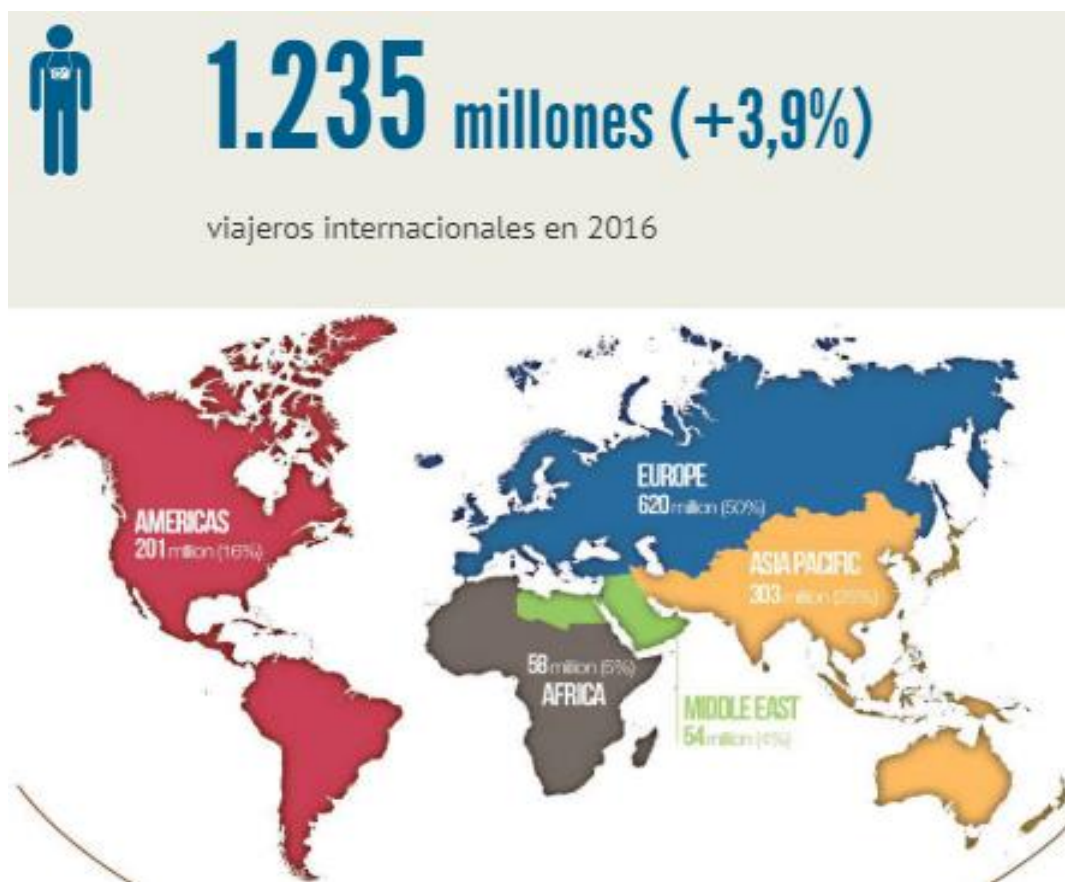 1.235 millones (+3,9%)
viajeros internacionales en 2016
EUROPE
620 million (50%)
AMERICAS
201 million (16%)
ASIA PACIFIC
303 million (25%)
58 million (5%)
AFRICA
MIDDLE EAST
54 million (4%)